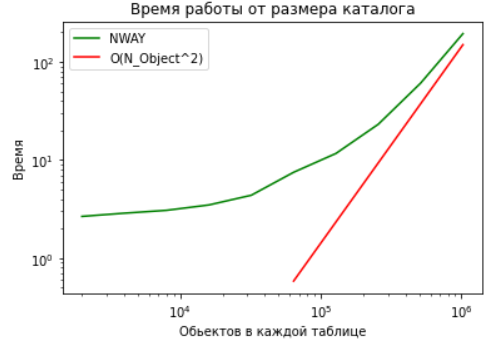 Время работы от размера каталога
NWAY
O(N_Object^2)
Время
10²
10¹
10⁰
10⁴
10⁵
10⁶
Обьектов в каждой таблице